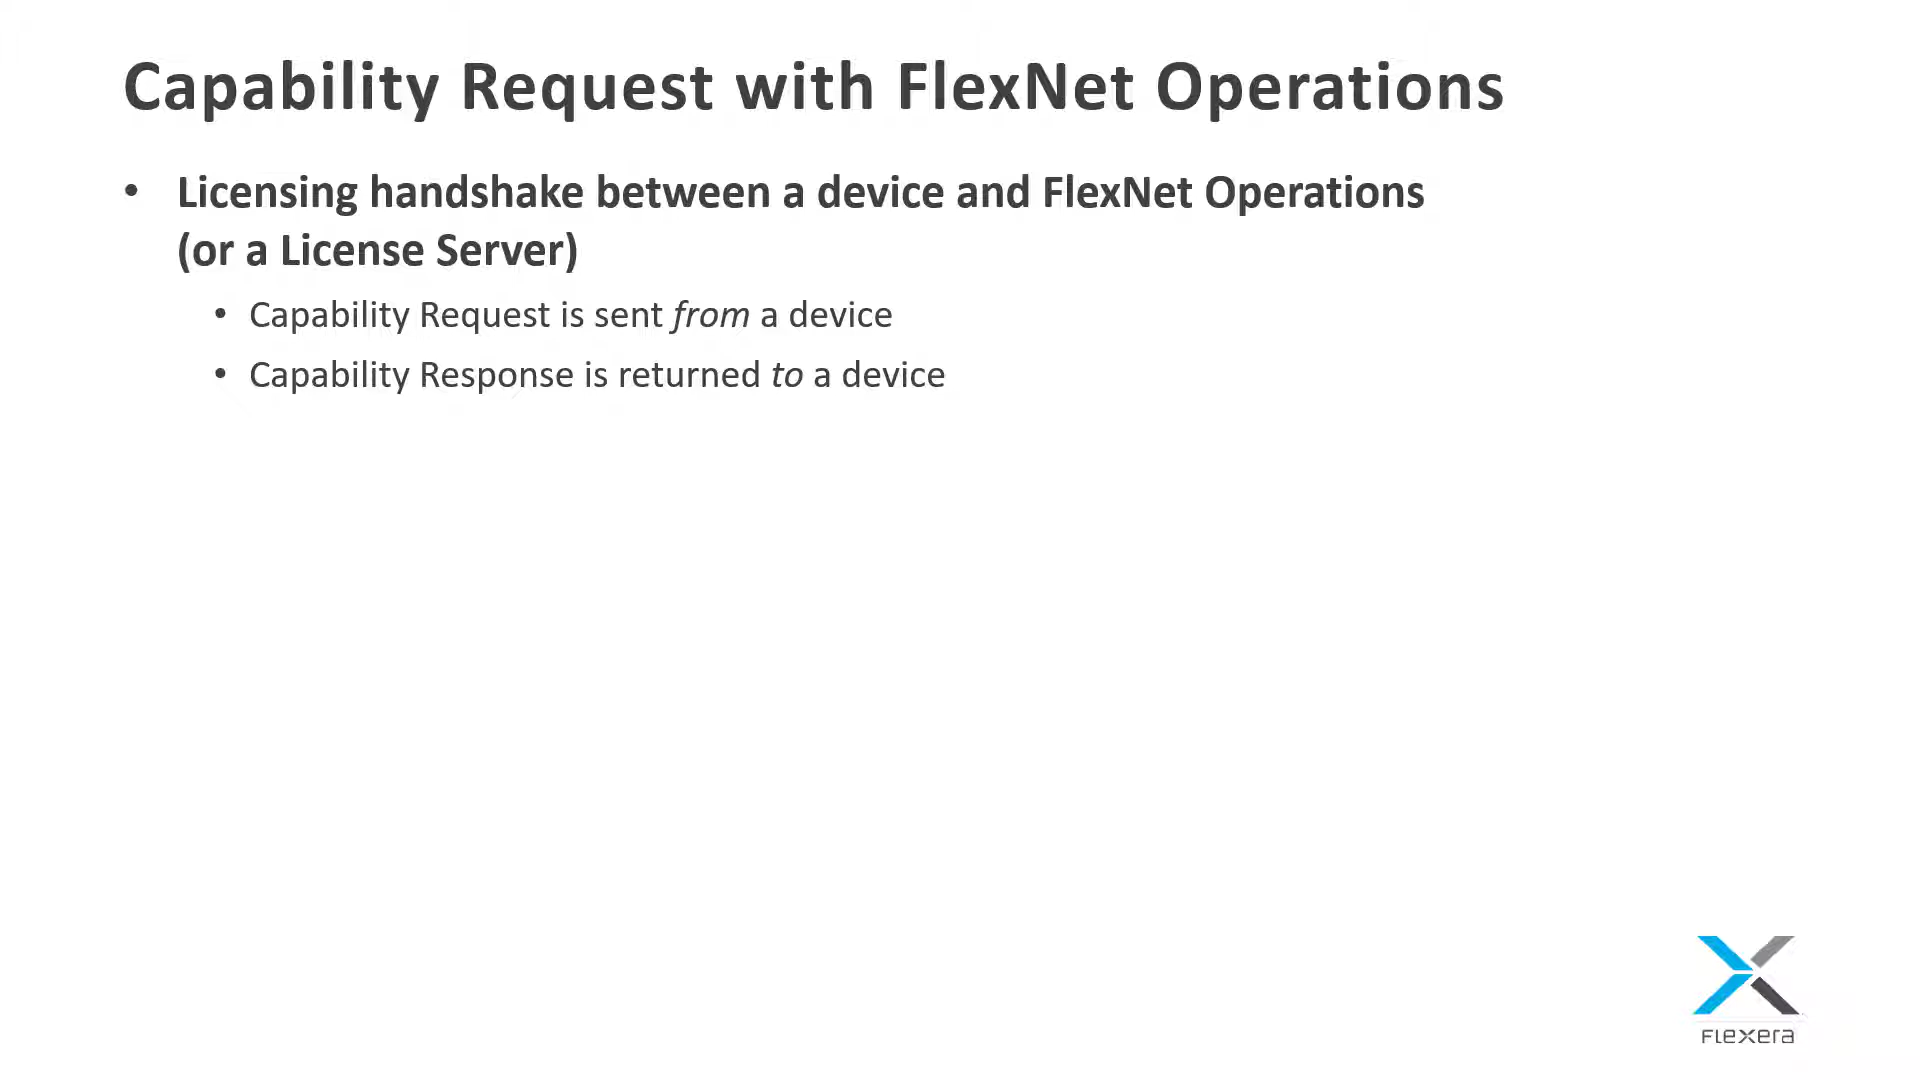 Capability Request with FlexNet Operations
• Licensing handshake between a device and FlexNet Operations
(or a License Server)
• Capability Request is sent from a device
• Capability Response is returned to a device
FLEXERA